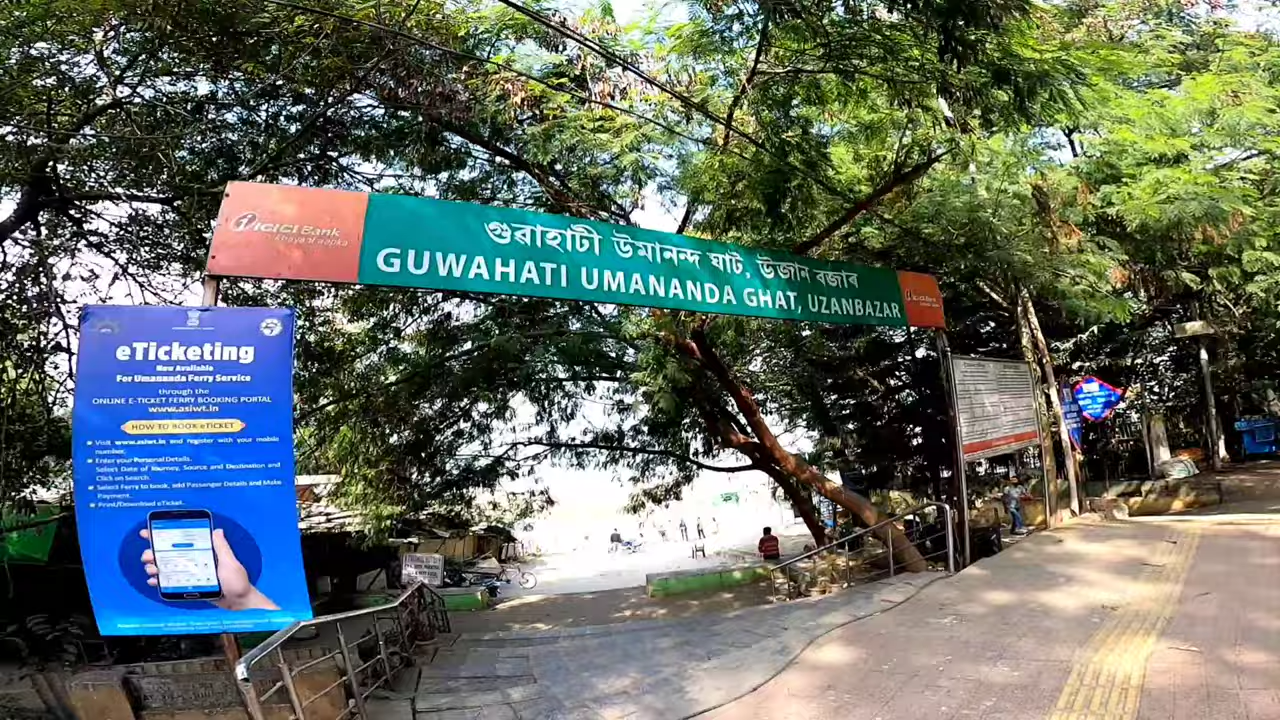 ICICI Bank
khayaal aapka
গুৱাহাটী উমানন্দ ঘাট, উজান বজাৰ
GUWAHATI UMANANDA GHAT, UZANBAZAR
ICICI Bank
eTicketing
Now Available
For Umananda Ferry Service
through the
ONLINE E-TICKET FERRY BOOKING PORTAL
www.asiwt.in
HOW TO BOOK eTICKET
Visit www.asiwt.in and register with your mobile
number.
Enter your Personal Details.
Select Date of Journey, Source and Destination and
Click on Search.
Select Ferry to book, add Passenger Details and Make
Payment.
Print/Download eTicket.